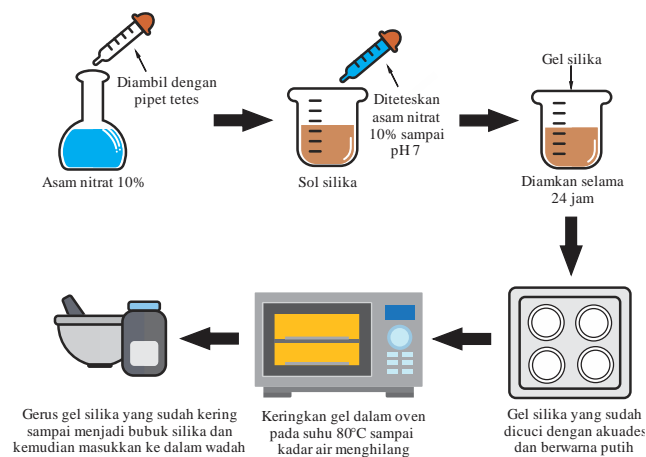 Diambil dengan
pipet tetes
Asam nitrat 10%
Diteteskan
asam nitrat
10% sampai
pH 7
Sol silika
Gel silika
Diamkan selama
24 jam
Gerus gel silika yang sudah kering
sampai menjadi bubuk silika dan
kemudian masukkan ke dalam wadah
Keringkan gel dalam oven
pada suhu 80°C sampai
kadar air menghilang
Gel silika yang sudah
dicuci dengan akuades
dan berwarna putih